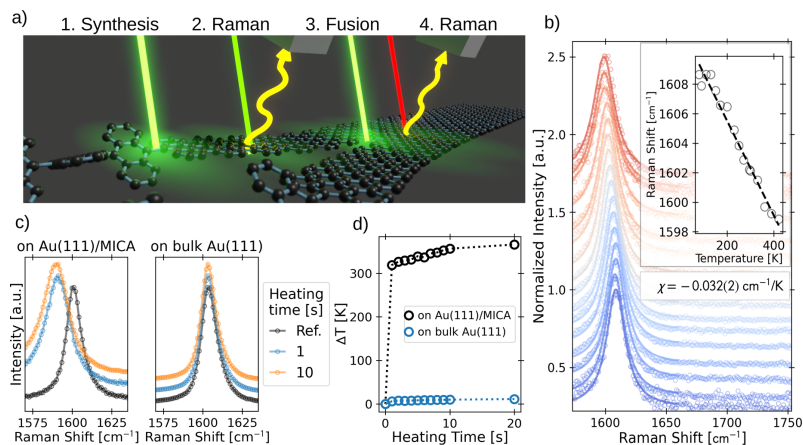 a)
1. Synthesis 2. Raman 3. Fusion 4. Raman
b)
Normalized Intensity [a.u.]
2.5
2.0
1.5
1.0
0.5
1600 1650 1700 1750
Raman Shift [cm⁻¹]
Raman Shift [cm⁻¹]
1608
1606
1604
1602
1600
1598
200 400
Temperature [K]
χ = −0.032(2) cm⁻¹/K
c)
on Au(111)/MICA on bulk Au(111)
Intensity [a.u.]
1575 1600 1625
Raman Shift [cm⁻¹]
1575 1600 1625
Raman Shift [cm⁻¹]
Heating
time [s]
Ref.
1
10
d)
ΔT [K]
300
200
100
0
on Au(111)/MICA
on bulk Au(111)
0 10 20
Heating Time [s]